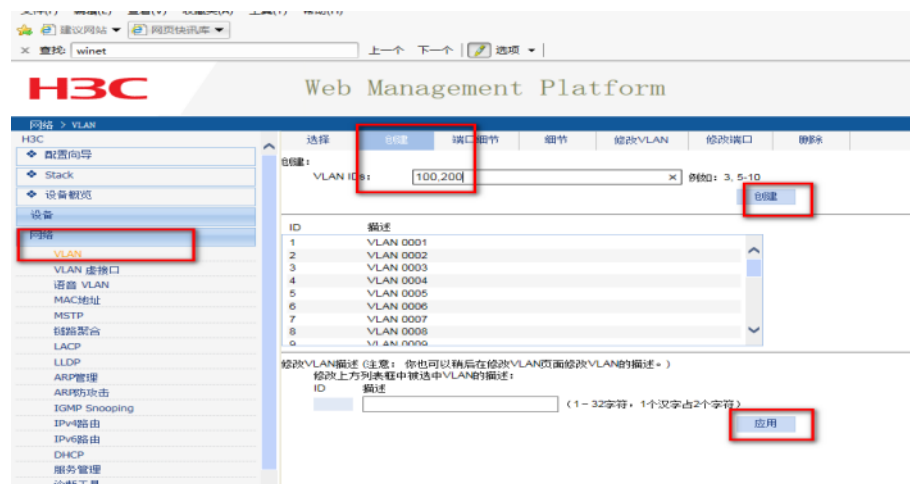 建议网站 网页快讯库
× 查找: winet 上一个 下一个 选项
H3C Web Management Platform
网络 > VLAN
H3C
选择 创建 端口细节 细节 修改VLAN 修改端口 删除
配置向导
创建:
Stack
VLAN IDs: 100,200 × 例如: 3, 5-10
设备概览
创建
设备
网络
ID 描述
1 VLAN 0001
VLAN
2 VLAN 0002
VLAN 虚接口
3 VLAN 0003
语音 VLAN
4 VLAN 0004
MAC地址
5 VLAN 0005
6 VLAN 0006
MSTP
7 VLAN 0007
链路聚合
8 VLAN 0008
LACP
9 VLAN 0009
LLDP
修改VLAN描述(注意: 你也可以稍后在修改VLAN页面修改VLAN的描述。)
ARP管理
修改上方列表框中被选中VLAN的描述:
ARP防攻击
ID 描述
IGMP Snooping
(1-32字符, 1个汉字占2个字符)
IPv4路由
应用
IPv6路由
DHCP
服务管理